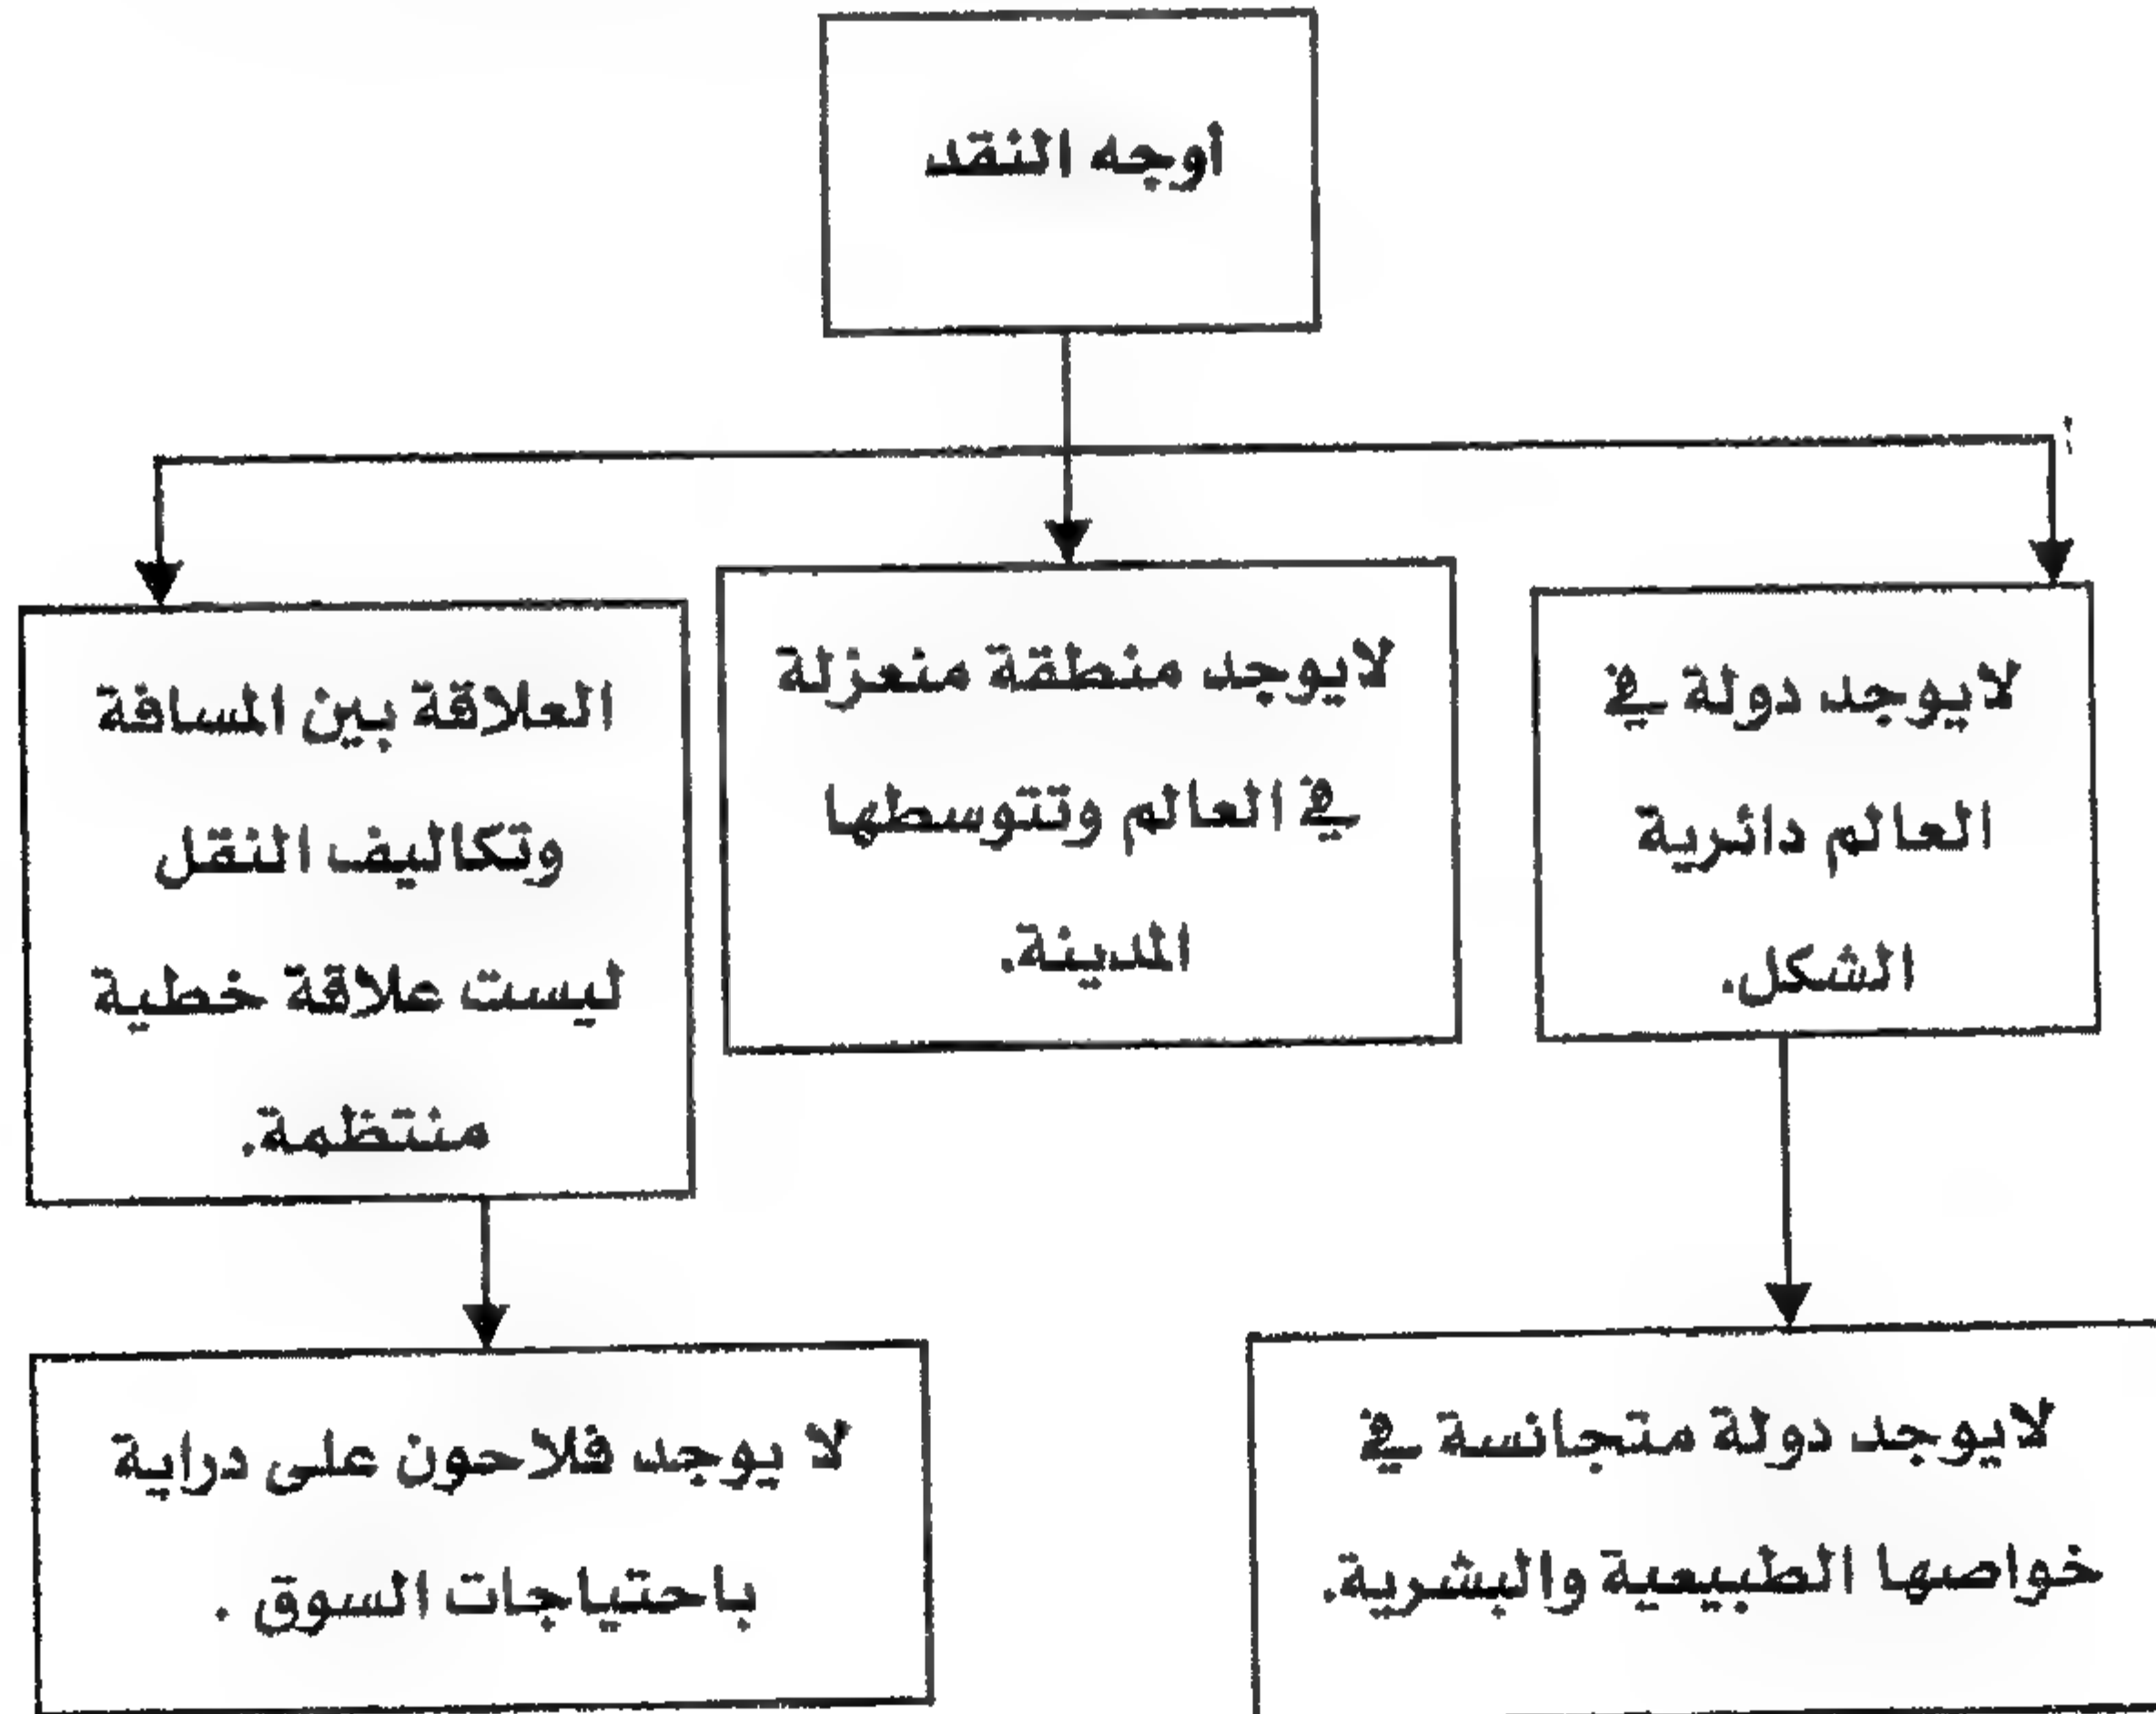 أوجه النقد
لايوجد دولة في
العالم دائرية
الشكل.
لايوجد منطقة منعزلة
في العالم وتتوسطها
المدينة.
العلاقة بين المسافة
وتكاليف النقل
ليست علاقة خطية
منتظمة.
لايوجد دولة متجانسة في
خواصها الطبيعية والبشرية.
لا يوجد فلاحون على دراية
باحتياجات السوق .